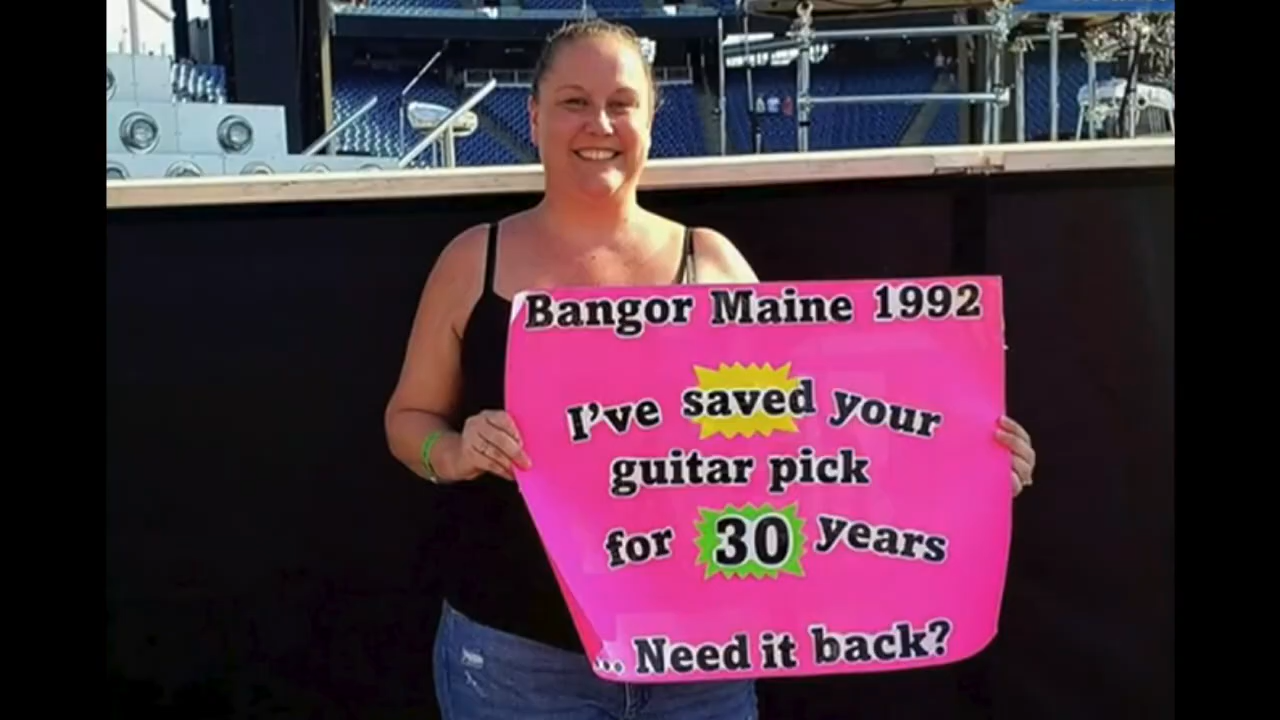 Bangor Maine 1992
I've saved your
guitar pick
for 30 years
... Need it back?